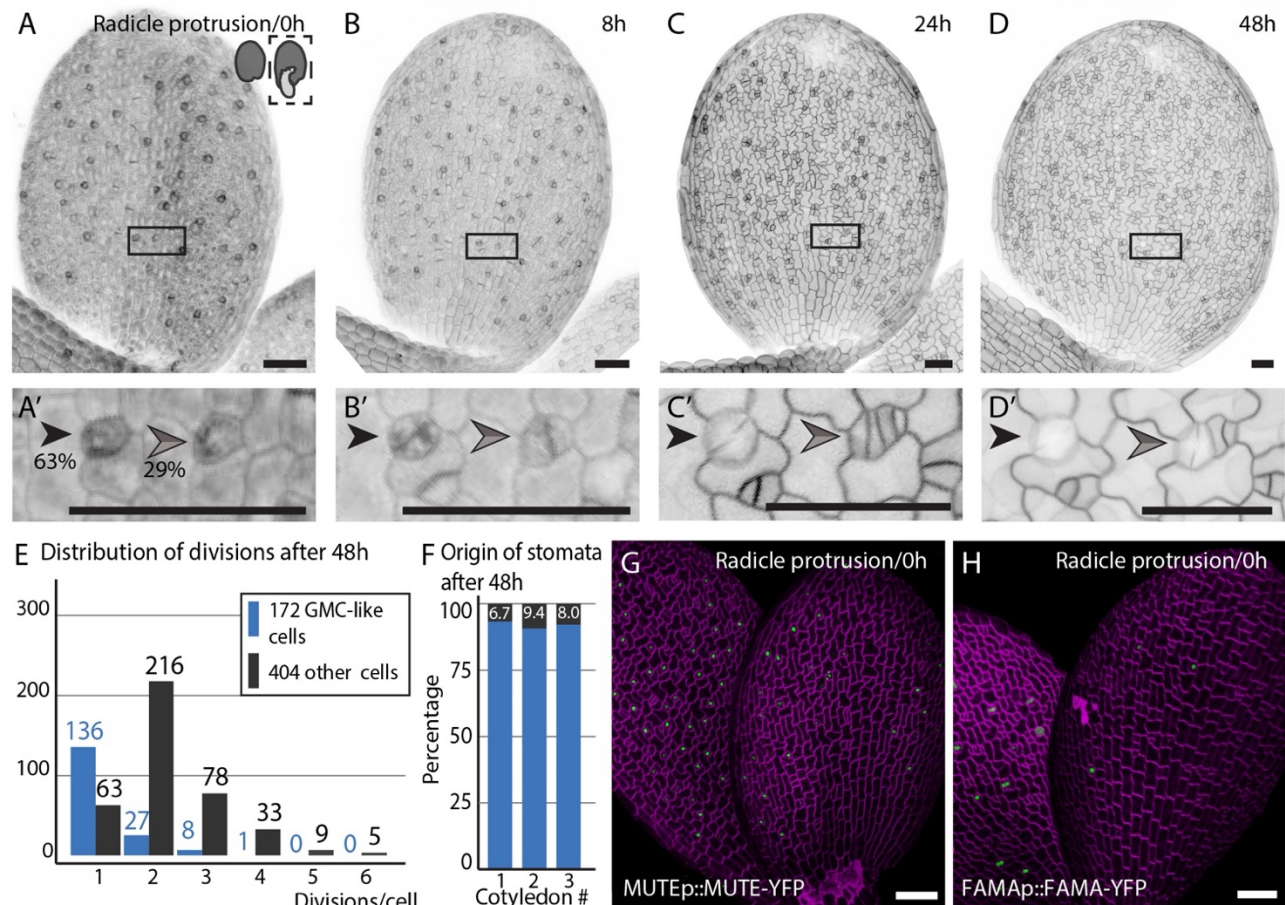 A Radicle protrusion/0h
B 8h
C 24h
D 48h
A′
63%
29%
B′
C′
D′
E Distribution of divisions after 48h
300
200
100
0
172 GMC-like
cells
404 other cells
136
63
27
216
8
78
1
33
0
9
0
5
1 2 3 4 5 6
Divisions/cell
F Origin of stomata
after 48h
100
75
50
25
0
Percentage
6.7 9.4 8.0
1 2 3
Cotyledon #
G Radicle protrusion/0h
MUTEp::MUTE-YFP
H Radicle protrusion/0h
FAMAp::FAMA-YFP